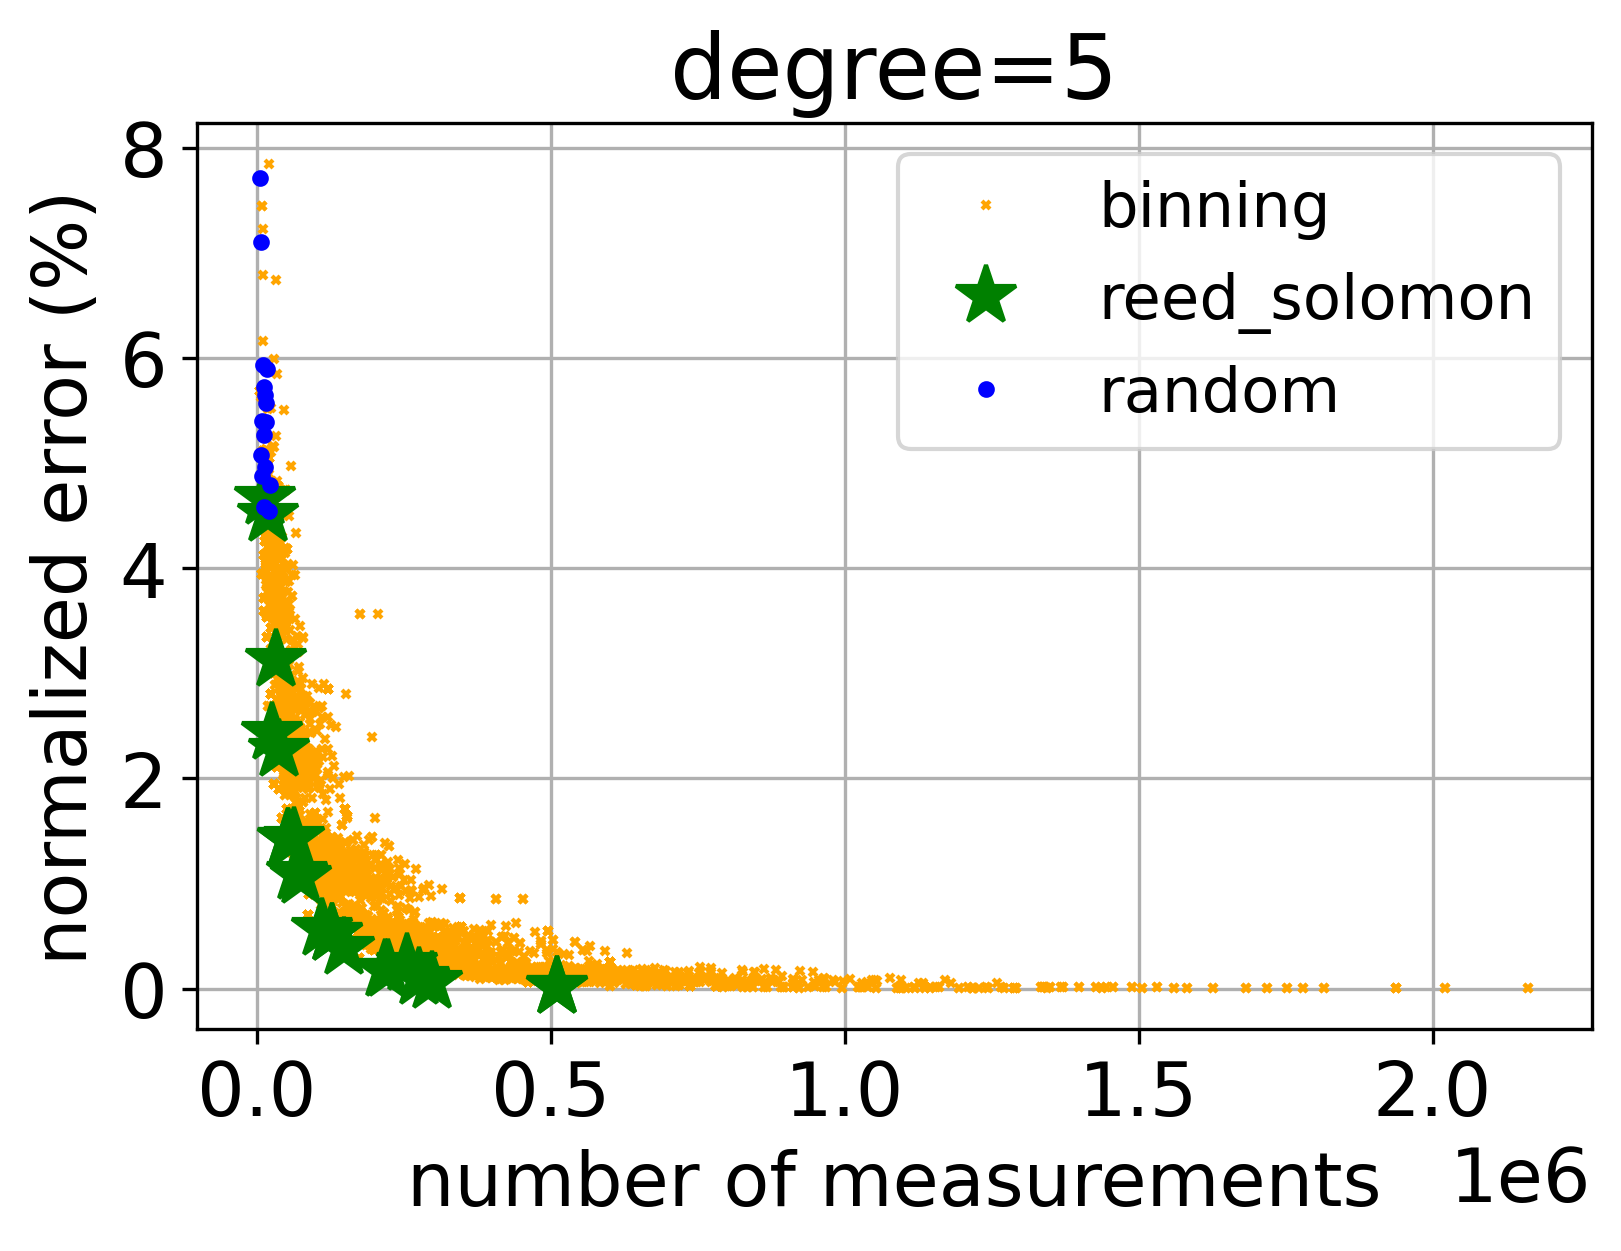 degree=5
normalized error (%)
8
6
4
2
0
binning
reed_solomon
random
0.0 0.5 1.0 1.5 2.0
number of measurements 1e6